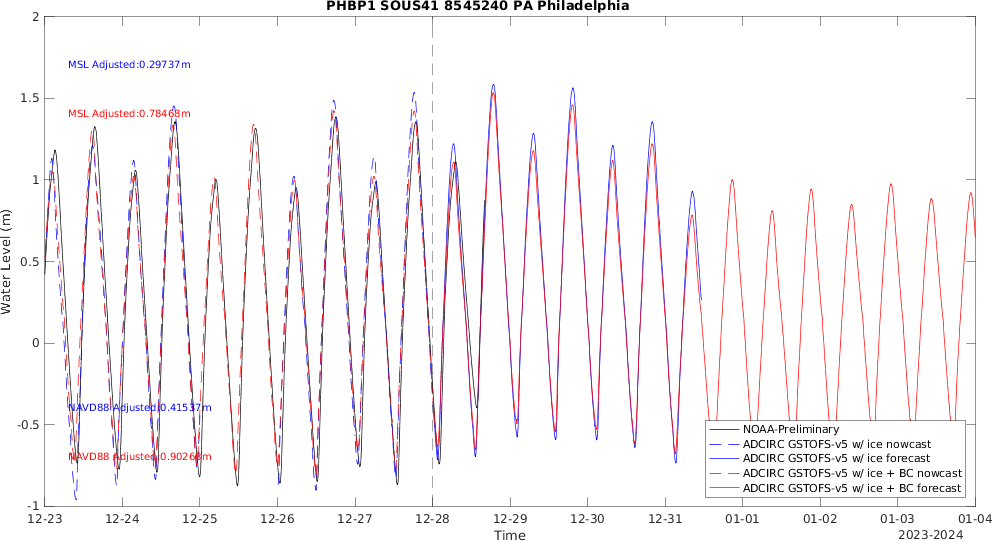 PHBP1 SOUS41 8545240 PA Philadelphia
2
1.5
1
0.5
0
-0.5
-1
Water Level (m)
MSL Adjusted:0.29737m
MSL Adjusted:0.78468m
NAVD88 Adjusted:0.41537m
NAVD88 Adjusted:0.90268m
NOAA-Preliminary
ADCIRC GSTOFS-v5 w/ ice nowcast
ADCIRC GSTOFS-v5 w/ ice forecast
ADCIRC GSTOFS-v5 w/ ice + BC nowcast
ADCIRC GSTOFS-v5 w/ ice + BC forecast
12-23 12-24 12-25 12-26 12-27 12-28 12-29 12-30 12-31 01-01 01-02 01-03 01-04
Time
2023-2024